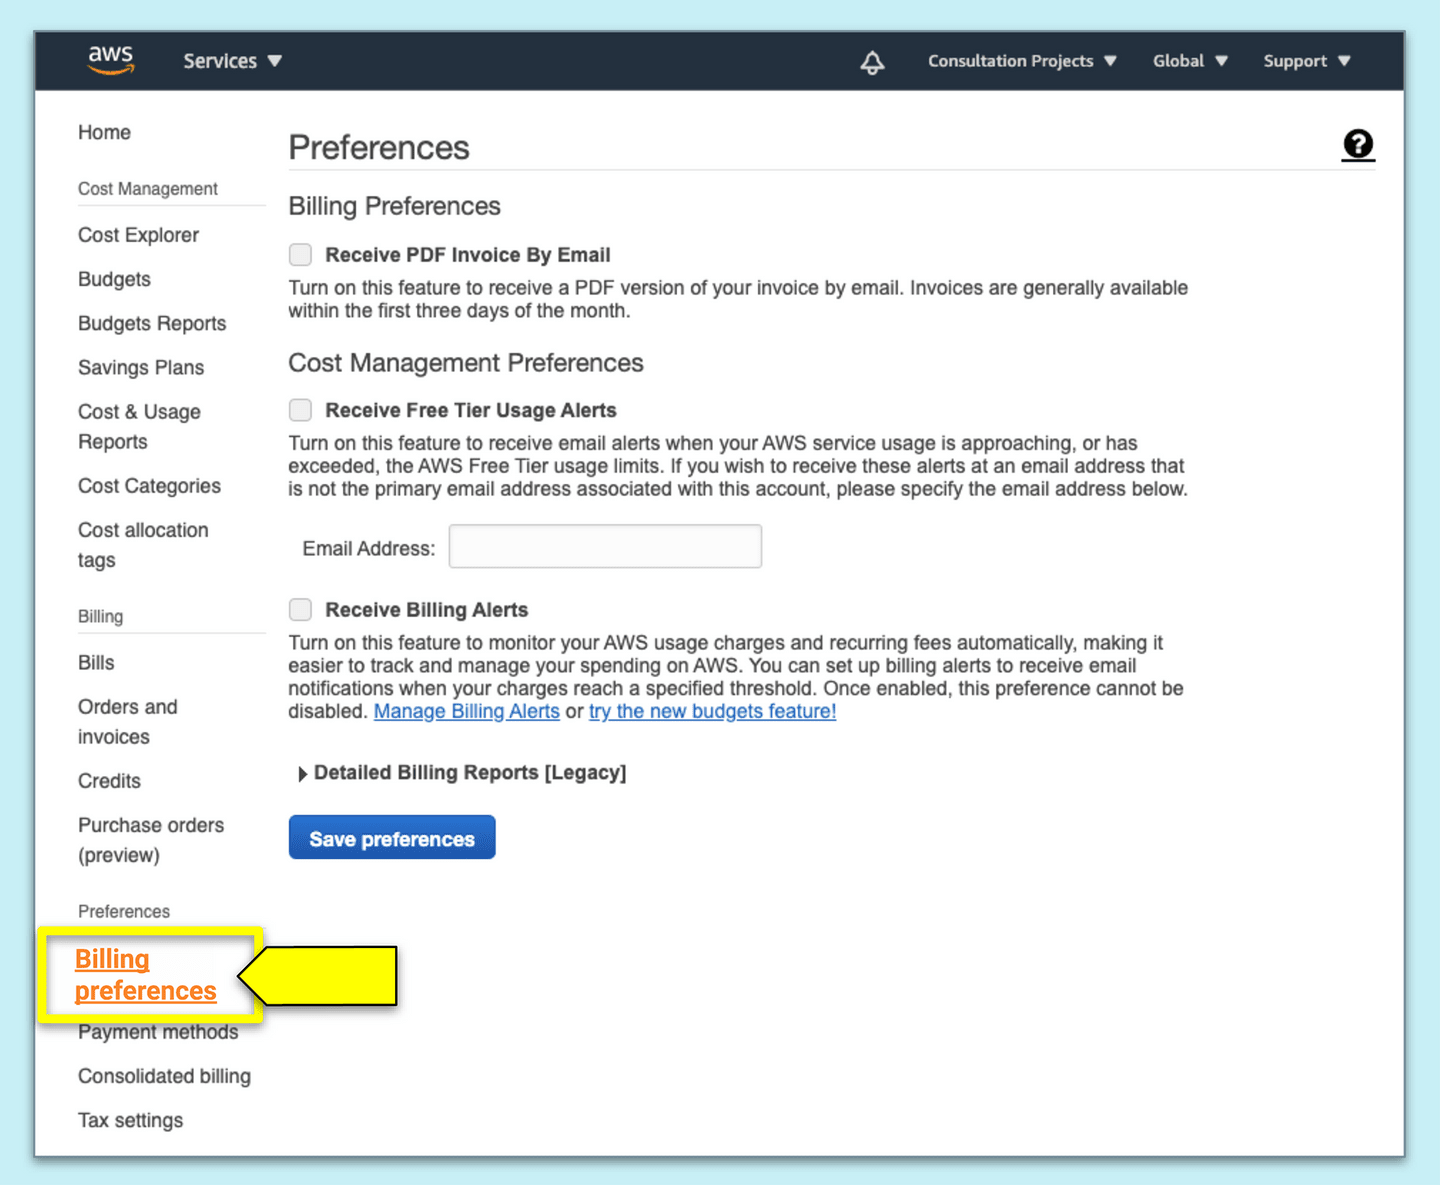 aws
Services
Consultation Projects
Global
Support
Home
Cost Management
Cost Explorer
Budgets
Budgets Reports
Savings Plans
Cost & Usage
Reports
Cost Categories
Cost allocation
tags
Billing
Bills
Orders and
invoices
Credits
Purchase orders
(preview)
Preferences
Billing
preferences
Payment methods
Consolidated billing
Tax settings
Preferences
?
Billing Preferences
Receive PDF Invoice By Email
Turn on this feature to receive a PDF version of your invoice by email. Invoices are generally available
within the first three days of the month.
Cost Management Preferences
Receive Free Tier Usage Alerts
Turn on this feature to receive email alerts when your AWS service usage is approaching, or has
exceeded, the AWS Free Tier usage limits. If you wish to receive these alerts at an email address that
is not the primary email address associated with this account, please specify the email address below.
Email Address:
Receive Billing Alerts
Turn on this feature to monitor your AWS usage charges and recurring fees automatically, making it
easier to track and manage your spending on AWS. You can set up billing alerts to receive email
notifications when your charges reach a specified threshold. Once enabled, this preference cannot be
disabled. Manage Billing Alerts or try the new budgets feature!
Detailed Billing Reports [Legacy]
Save preferences